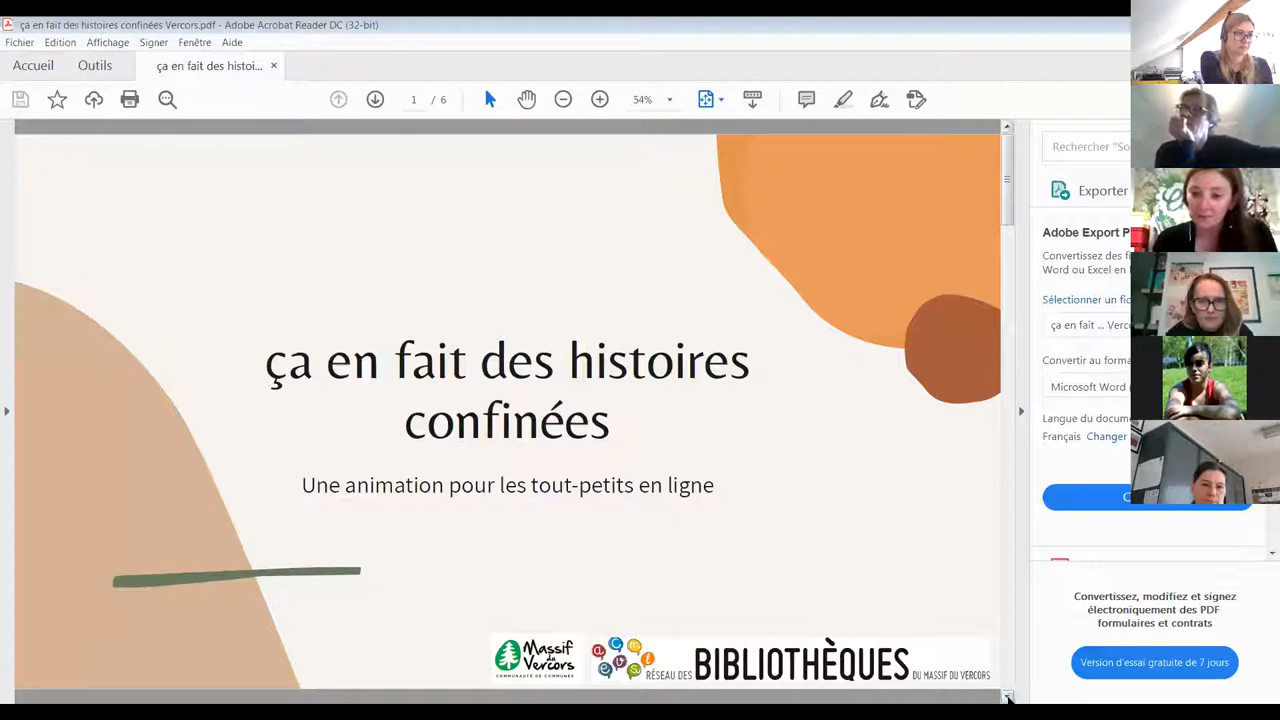 ça en fait des histoires confinées Vercors.pdf - Adobe Acrobat Reader DC (32-bit)
Fichier Edition Affichage Signer Fenêtre Aide
Accueil Outils ça en fait des histoi... ×
1 / 6 54%
Rechercher "So
Exporter
Adobe Export P
Convertissez des fi
Word ou Excel en
Sélectionner un fic
ça en fait ... Verc
Convertir au forma
Microsoft Word (
Langue du docume
Français Changer
C
Convertissez, modifiez et signez
électroniquement des PDF
formulaires et contrats
Version d'essai gratuite de 7 jours
ça en fait des histoires
confinées
Une animation pour les tout-petits en ligne
Massif
du
Vercors
COMMUNAUTÉ DE COMMUNES
RÉSEAU DES BIBLIOTHÈQUES DU MASSIF DU VERCORS